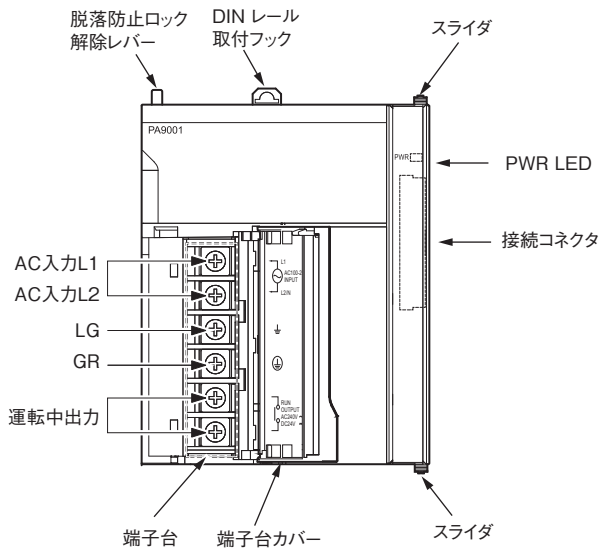 脱落防止ロック
解除レバー
DIN レール
取付フック
スライダ
PA9001
PWR
PWR LED
接続コネクタ
AC入力L1
AC入力L2
LG
GR
運転中出力
L1
AC100-2
INPUT
L2/N
RUN
OUTPUT
AC240V
DC24V
端子台
端子台カバー
スライダ